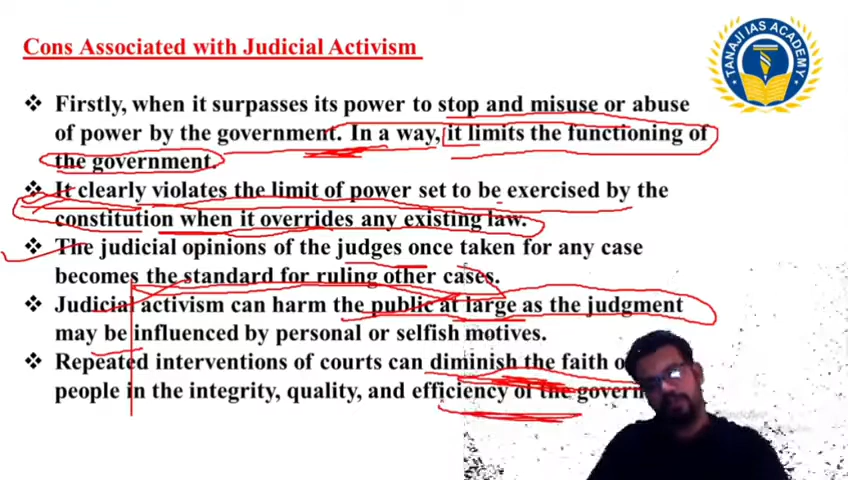 Cons Associated with Judicial Activism
TANAJI IAS ACADEMY
❖ Firstly, when it surpasses its power to stop and misuse or abuse
of power by the government. In a way, it limits the functioning of
the government.
❖ It clearly violates the limit of power set to be exercised by the
constitution when it overrides any existing law.
❖ The judicial opinions of the judges once taken for any case
becomes the standard for ruling other cases.
❖ Judicial activism can harm the public at large as the judgment
may be influenced by personal or selfish motives.
❖ Repeated interventions of courts can diminish the faith
people in the integrity, quality, and efficiency of the